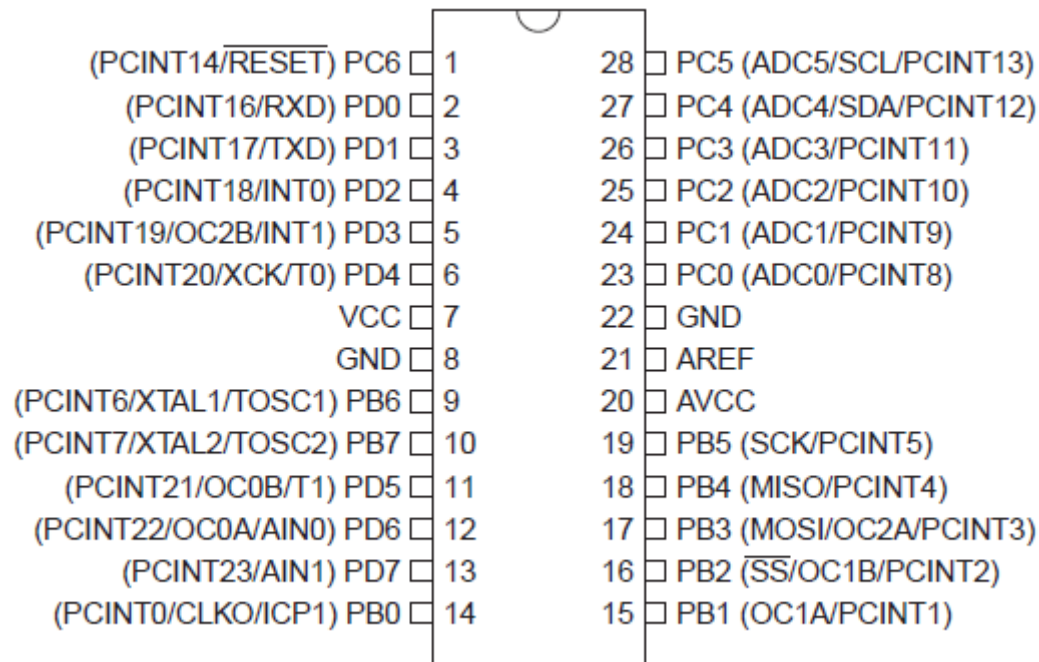 (PCINT14/RESET) PC6 1 28 PC5 (ADC5/SCL/PCINT13)
(PCINT16/RXD) PD0 2 27 PC4 (ADC4/SDA/PCINT12)
(PCINT17/TXD) PD1 3 26 PC3 (ADC3/PCINT11)
(PCINT18/INT0) PD2 4 25 PC2 (ADC2/PCINT10)
(PCINT19/OC2B/INT1) PD3 5 24 PC1 (ADC1/PCINT9)
(PCINT20/XCK/T0) PD4 6 23 PC0 (ADC0/PCINT8)
VCC 7 22 GND
GND 8 21 AREF
(PCINT6/XTAL1/TOSC1) PB6 9 20 AVCC
(PCINT7/XTAL2/TOSC2) PB7 10 19 PB5 (SCK/PCINT5)
(PCINT21/OC0B/T1) PD5 11 18 PB4 (MISO/PCINT4)
(PCINT22/OC0A/AIN0) PD6 12 17 PB3 (MOSI/OC2A/PCINT3)
(PCINT23/AIN1) PD7 13 16 PB2 (SS/OC1B/PCINT2)
(PCINT0/CLKO/ICP1) PB0 14 15 PB1 (OC1A/PCINT1)